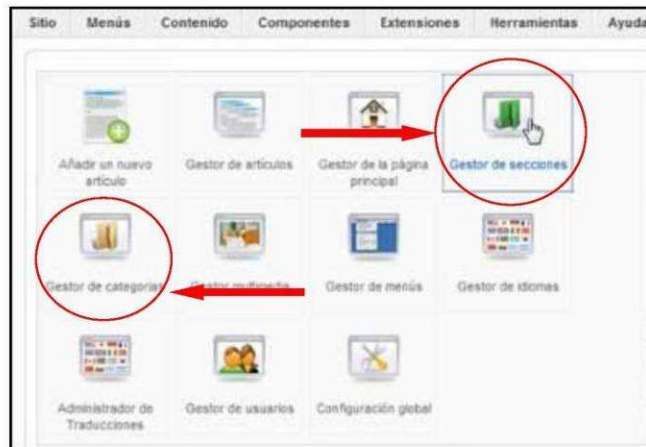 Sitio Menús Contenido Componentes Extensiones Herramientas Ayuda
Añadir un nuevo artículo
Gestor de artículos
Gestor de la página principal
Gestor de secciones
Gestor de categorías
Gestor multimedia
Gestor de menús
Gestor de idiomas
Administrador de Traducciones
Gestor de usuarios
Configuración global